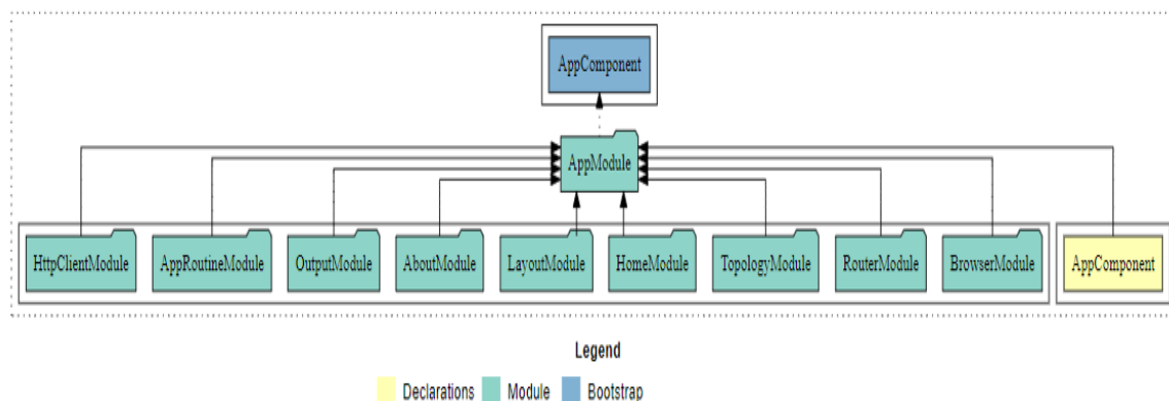 AppComponent
AppModule
HttpClientModule AppRoutineModule OutputModule AboutModule LayoutModule HomeModule TopologyModule RouterModule BrowserModule AppComponent
Legend
Declarations Module Bootstrap